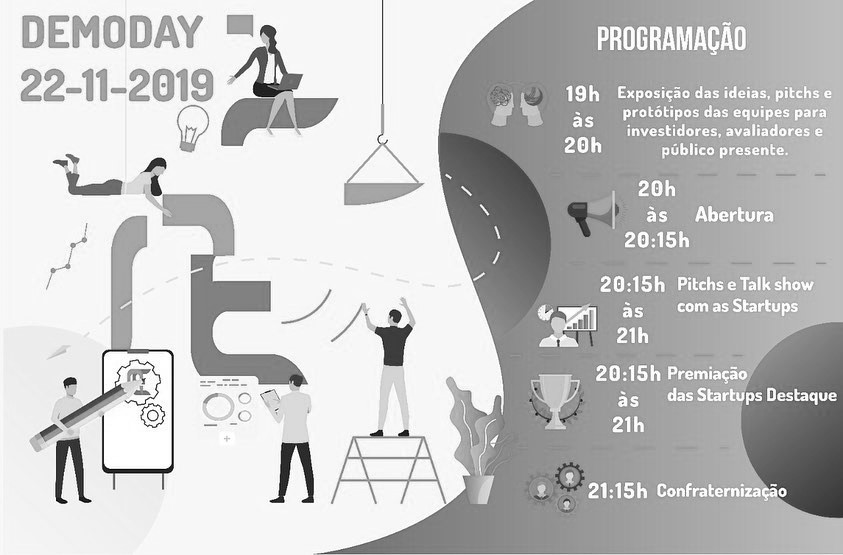 DEMODAY
22-11-2019
PROGRAMAÇÃO
19h
às
20h
Exposição das ideias, pitchs e
protótipos das equipes para
investidores, avaliadores e
público presente.
20h
às
20:15h
Abertura
20:15h
às
21h
Pitchs e Talk show
com as Startups
20:15h
às
21h
Premiação
das Startups Destaque
21:15h
Confraternização